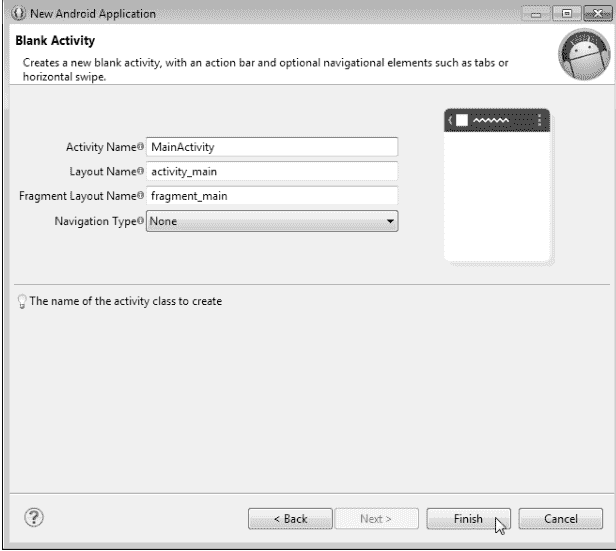 New Android Application
Blank Activity
Creates a new blank activity, with an action bar and optional navigational elements such as tabs or
horizontal swipe.
Activity Name MainActivity
Layout Name activity_main
Fragment Layout Name fragment_main
Navigation Type None
The name of the activity class to create
? < Back Next > Finish Cancel